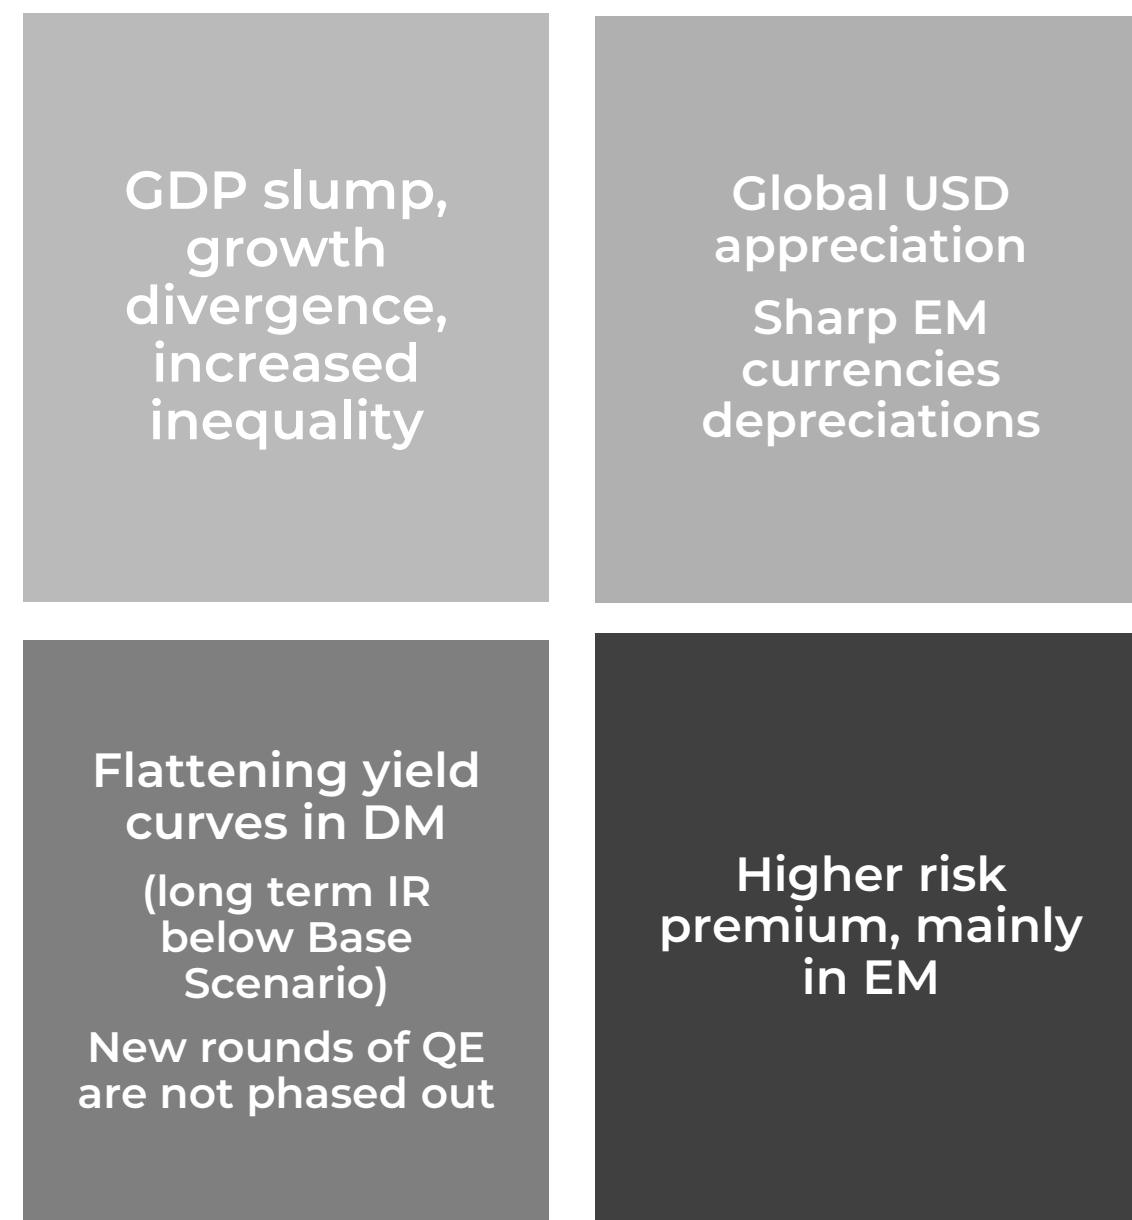 GDP slump,
growth
divergence,
increased
inequality
Global USD
appreciation
Sharp EM
currencies
depreciations
Flattening yield
curves in DM
(long term IR
below Base
Scenario)
New rounds of QE
are not phased out
Higher risk
premium, mainly
in EM